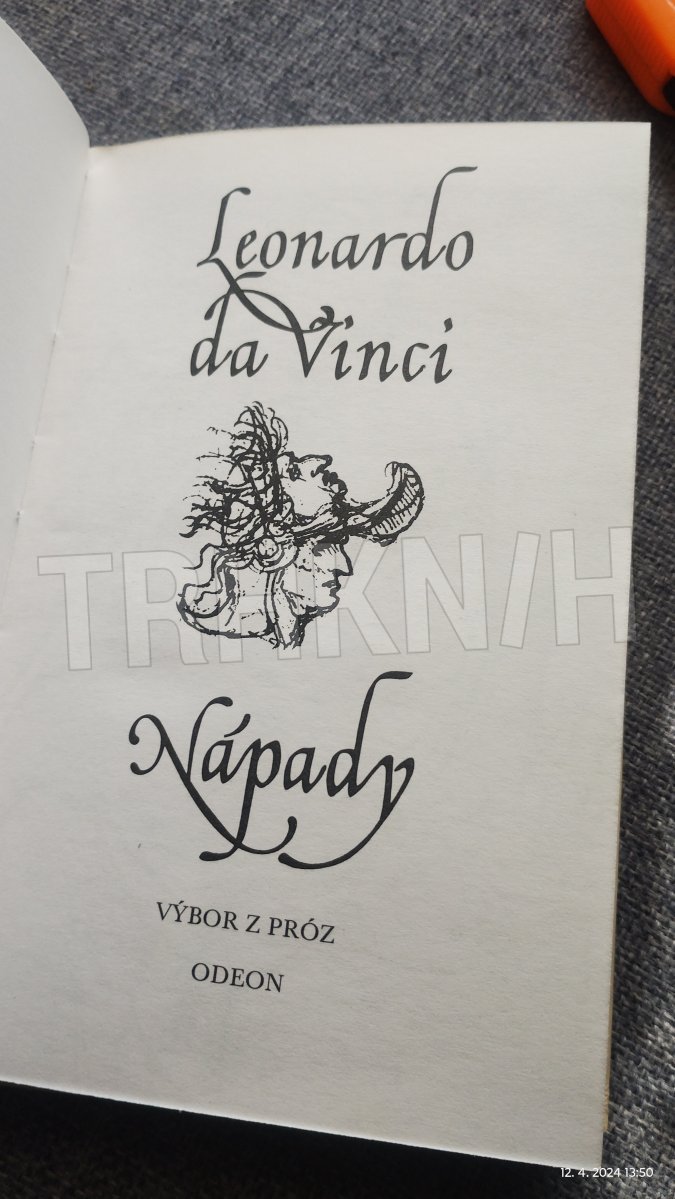 Leonardo
da Vinci
TRHKNIH
Nápady
VÝBOR Z PRÓZ
ODEON
12. 4. 2024 13:50